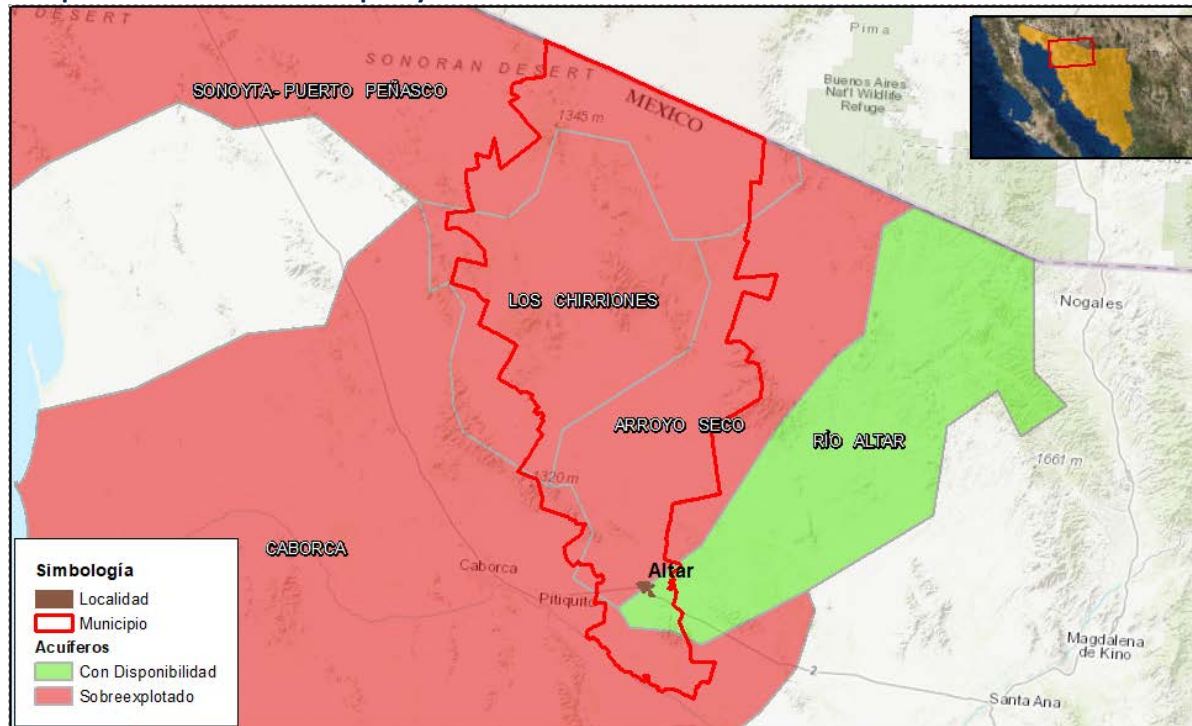 DESERT
SONORAN DESERT
Pima
SONOYTA- PUERTO PEÑASCO
Buenos Aires
Nat'l Wildlife
Refuge
MEXICO
1345 m
Nogales
LOS CHIRRIONES
ARROYO SECO
RÍO ALTAR
1661 m
1320 m
CABORCA
Caborca
Altar
Pitiquito
Magdalena
de Kino
2
Santa Ana
Simbología
Localidad
Municipio
Acuíferos
Con Disponibilidad
Sobreexplotado